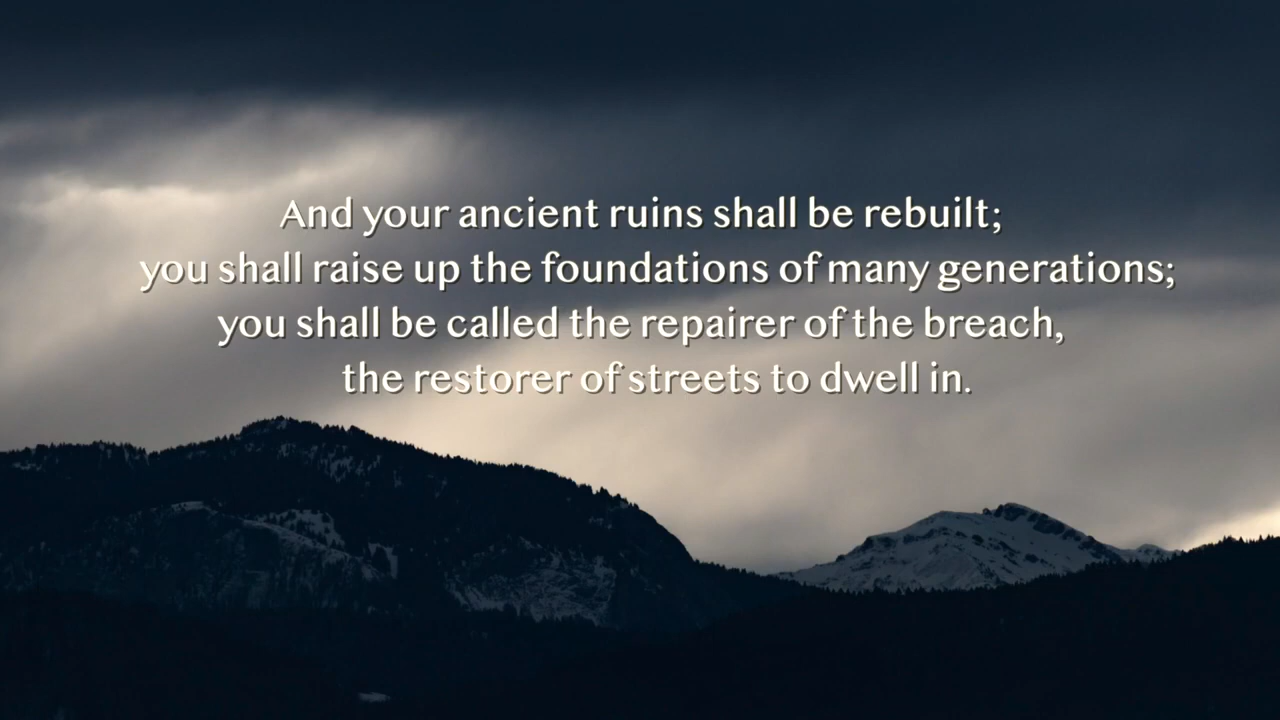 And your ancient ruins shall be rebuilt;
you shall raise up the foundations of many generations;
you shall be called the repairer of the breach,
the restorer of streets to dwell in.